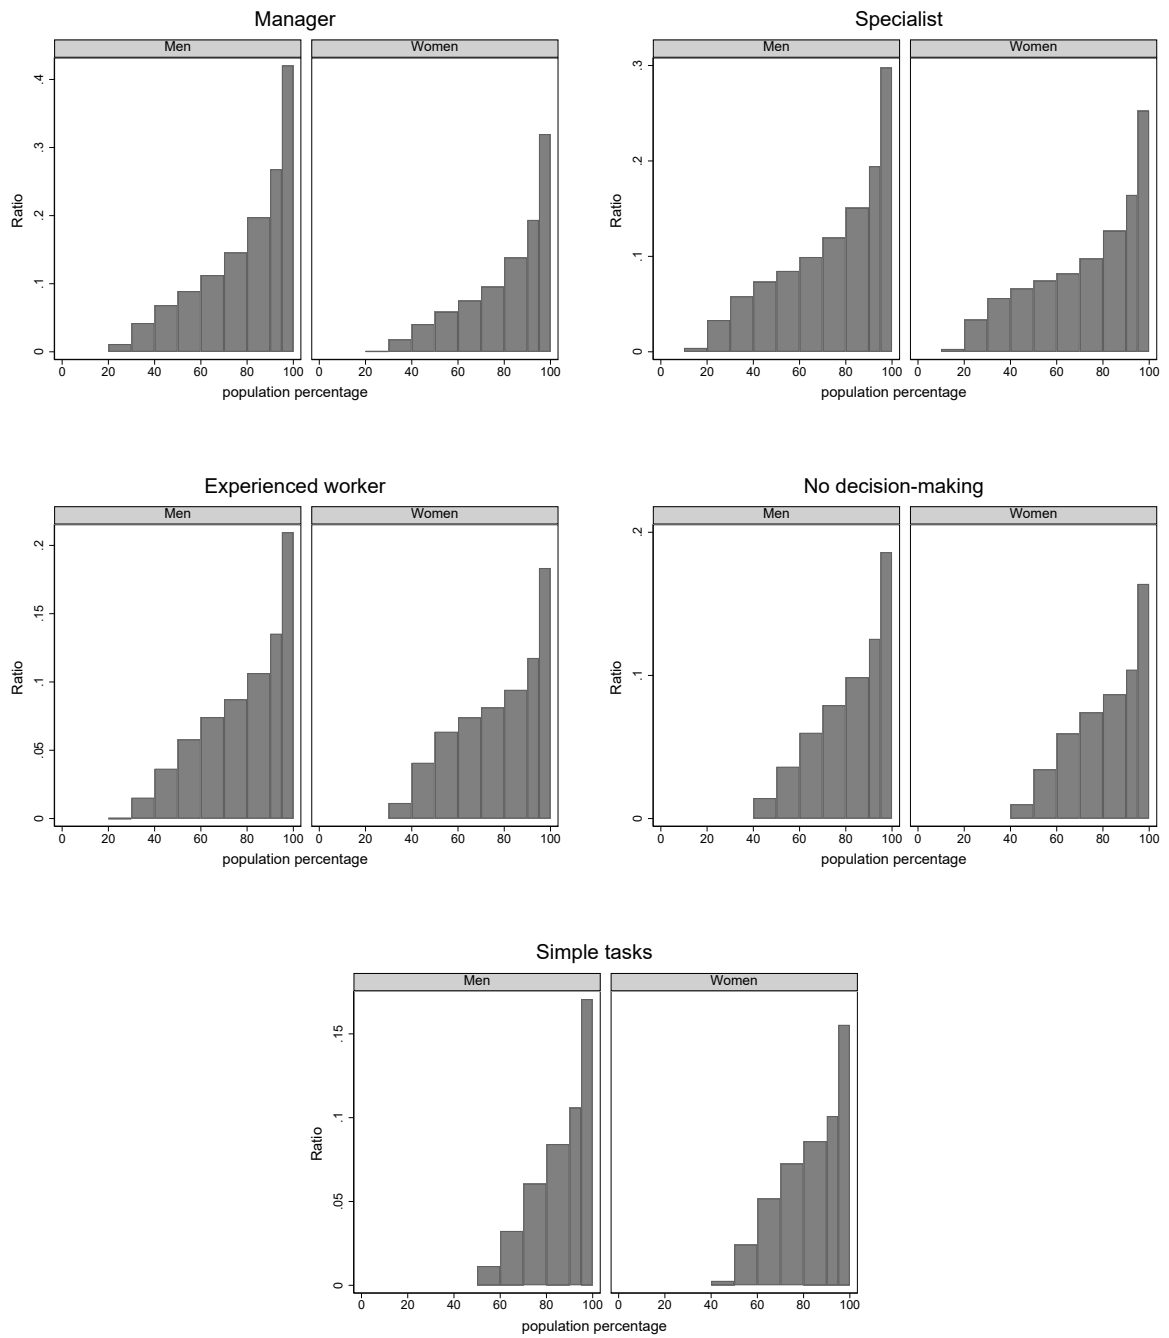 Manager
Men
Women
Ratio
.4
.3
.2
.1
0
0 20 40 60 80 100
0 20 40 60 80 100
population percentage
Specialist
Men
Women
Ratio
.3
.2
.1
0
0 20 40 60 80 100
0 20 40 60 80 100
population percentage
Experienced worker
Men
Women
Ratio
.2
.15
.1
.05
0
0 20 40 60 80 100
0 20 40 60 80 100
population percentage
No decision-making
Men
Women
Ratio
.2
.1
0
0 20 40 60 80 100
0 20 40 60 80 100
population percentage
Simple tasks
Men
Women
Ratio
.15
.1
.05
0
0 20 40 60 80 100
0 20 40 60 80 100
population percentage